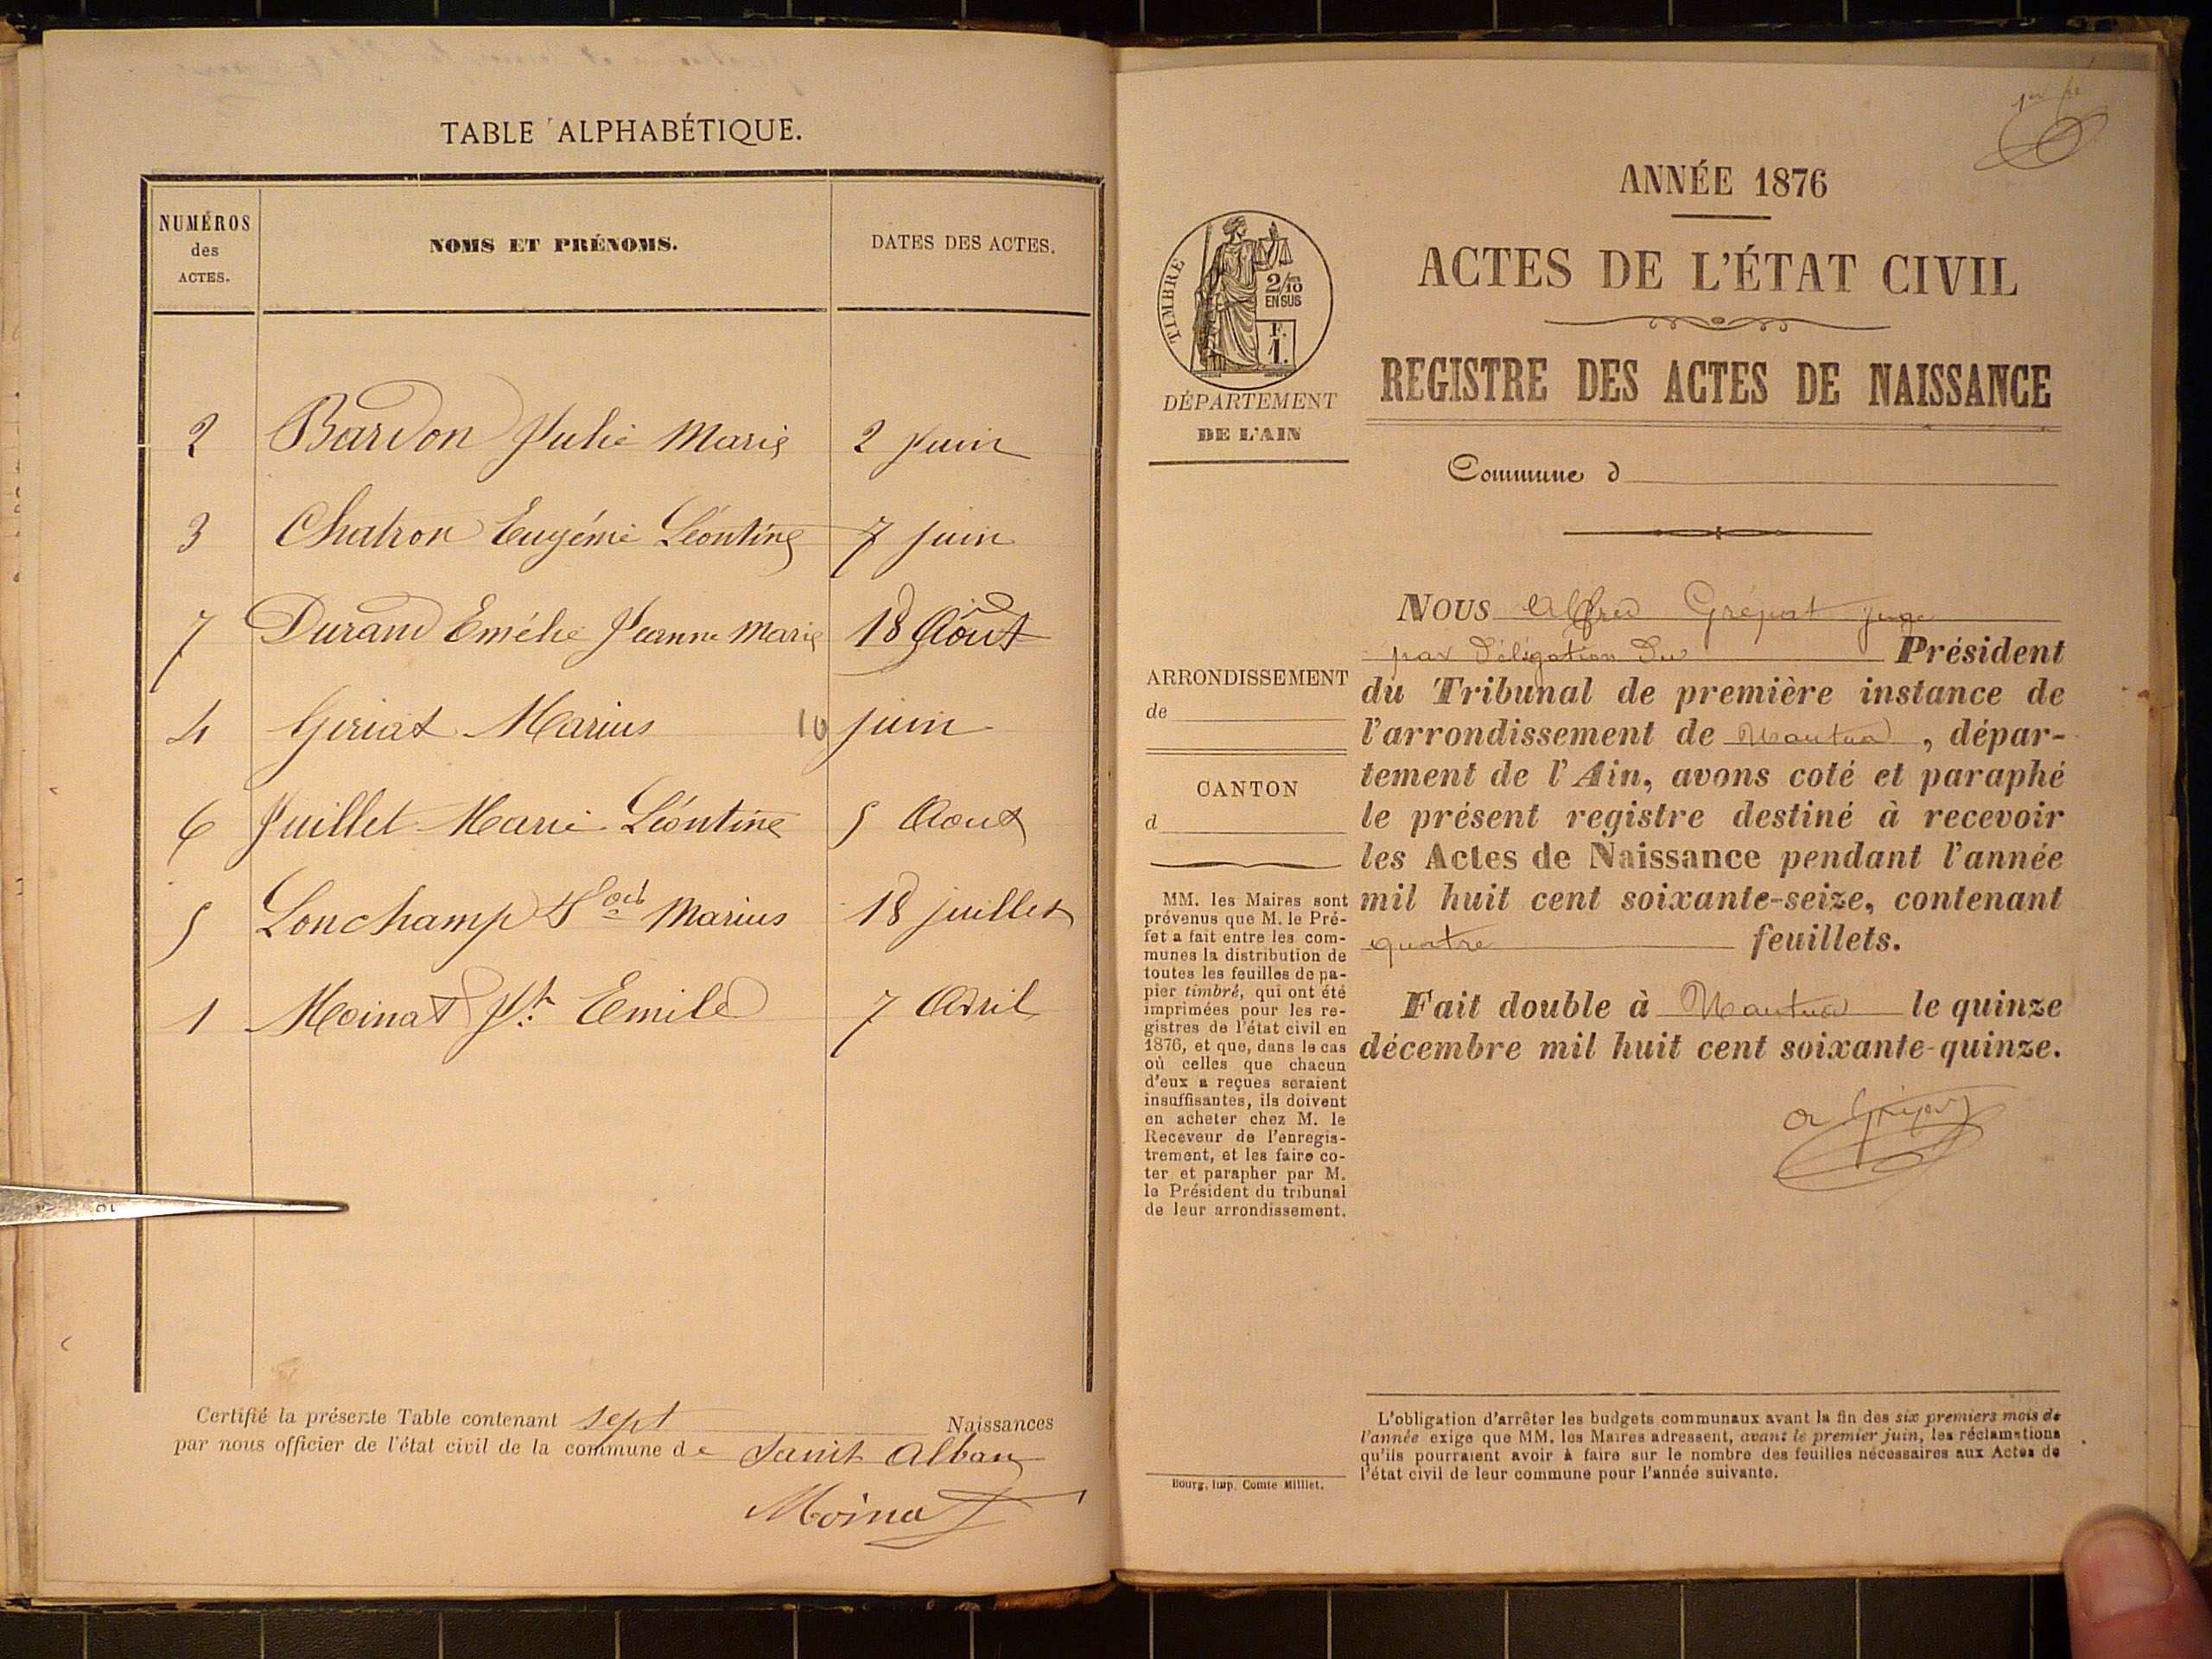 TABLE ALPHABÉTIQUE.
NUMÉROS
des
ACTES.
NOMS ET PRÉNOMS.
DATES DES ACTES.
2 Bardon Julie Marie 2 juin
3 Chatron Eugénie Léontine 7 juin
7 Durand Emélie Jeanne Marie 18 Août
4 Gériat Marius 10 juin
6 Juillet Marie Léontine 5 Aout
5 Lonchamp Marius 18 juillet
1 Moinat Emile 7 Avril
Certifié la présente Table contenant sept Naissances
par nous officier de l'état civil de la commune de Saint Alban
Moinat
ANNÉE 1876
ACTES DE L'ÉTAT CIVIL
REGISTRE DES ACTES DE NAISSANCE
Commune d
TIMBRE
2/10
EN SUS
F.
1.
DÉPARTEMENT
DE L'AIN
ARRONDISSEMENT
de
CANTON
d
MM. les Maires sont
prévenus que M. le Pré-
fet a fait entre les com-
munes la distribution de
toutes les feuilles de pa-
pier timbré, qui ont été
imprimées pour les re-
gistres de l'état civil en
1876, et que, dans le cas
où celles que chacun
d'eux a reçues seraient
insuffisantes, ils doivent
en acheter chez M. le
Receveur de l'enregis-
trement, et les faire co-
ter et parapher par M.
le Président du tribunal
de leur arrondissement.
Bourg, Imp. Comte Milliet.
NOUS Alfred Grépat juge
par Délégation Du Président
du Tribunal de première instance de
l'arrondissement de Nantua, dépar-
tement de l'Ain, avons coté et paraphé
le présent registre destiné à recevoir
les Actes de Naissance pendant l'année
mil huit cent soixante-seize, contenant
quatre feuillets.
Fait double à Nantua le quinze
décembre mil huit cent soixante-quinze.
L'obligation d'arrêter les budgets communaux avant la fin des six premiers mois de
l'année exige que MM. les Maires adressent, avant le premier juin, les réclamations
qu'ils pourraient avoir à faire sur le nombre des feuilles nécessaires aux Actes de
l'état civil de leur commune pour l'année suivante.